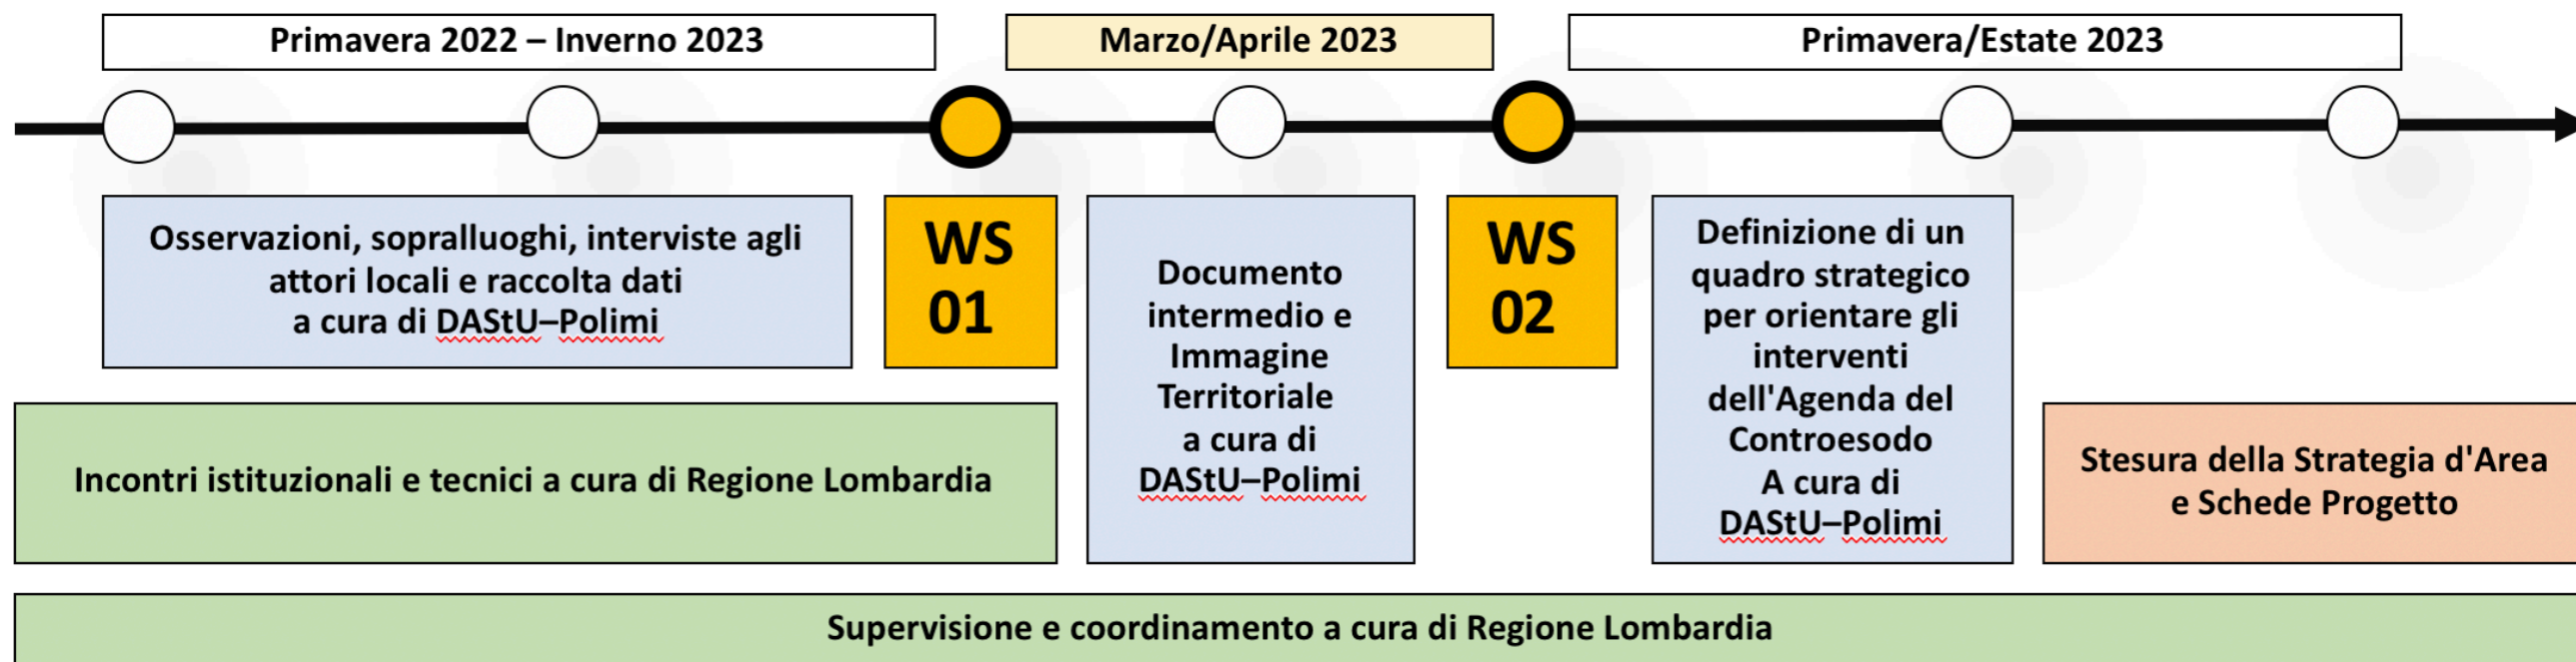 Primavera 2022 – Inverno 2023
Marzo/Aprile 2023
Primavera/Estate 2023
Osservazioni, sopralluoghi, interviste agli
attori locali e raccolta dati
a cura di DAStU–Polimi
WS
01
Documento
intermedio e
Immagine
Territoriale
a cura di
DAStU–Polimi
WS
02
Definizione di un
quadro strategico
per orientare gli
interventi
dell'Agenda del
Controesodo
A cura di
DAStU–Polimi
Incontri istituzionali e tecnici a cura di Regione Lombardia
Stesura della Strategia d'Area
e Schede Progetto
Supervisione e coordinamento a cura di Regione Lombardia